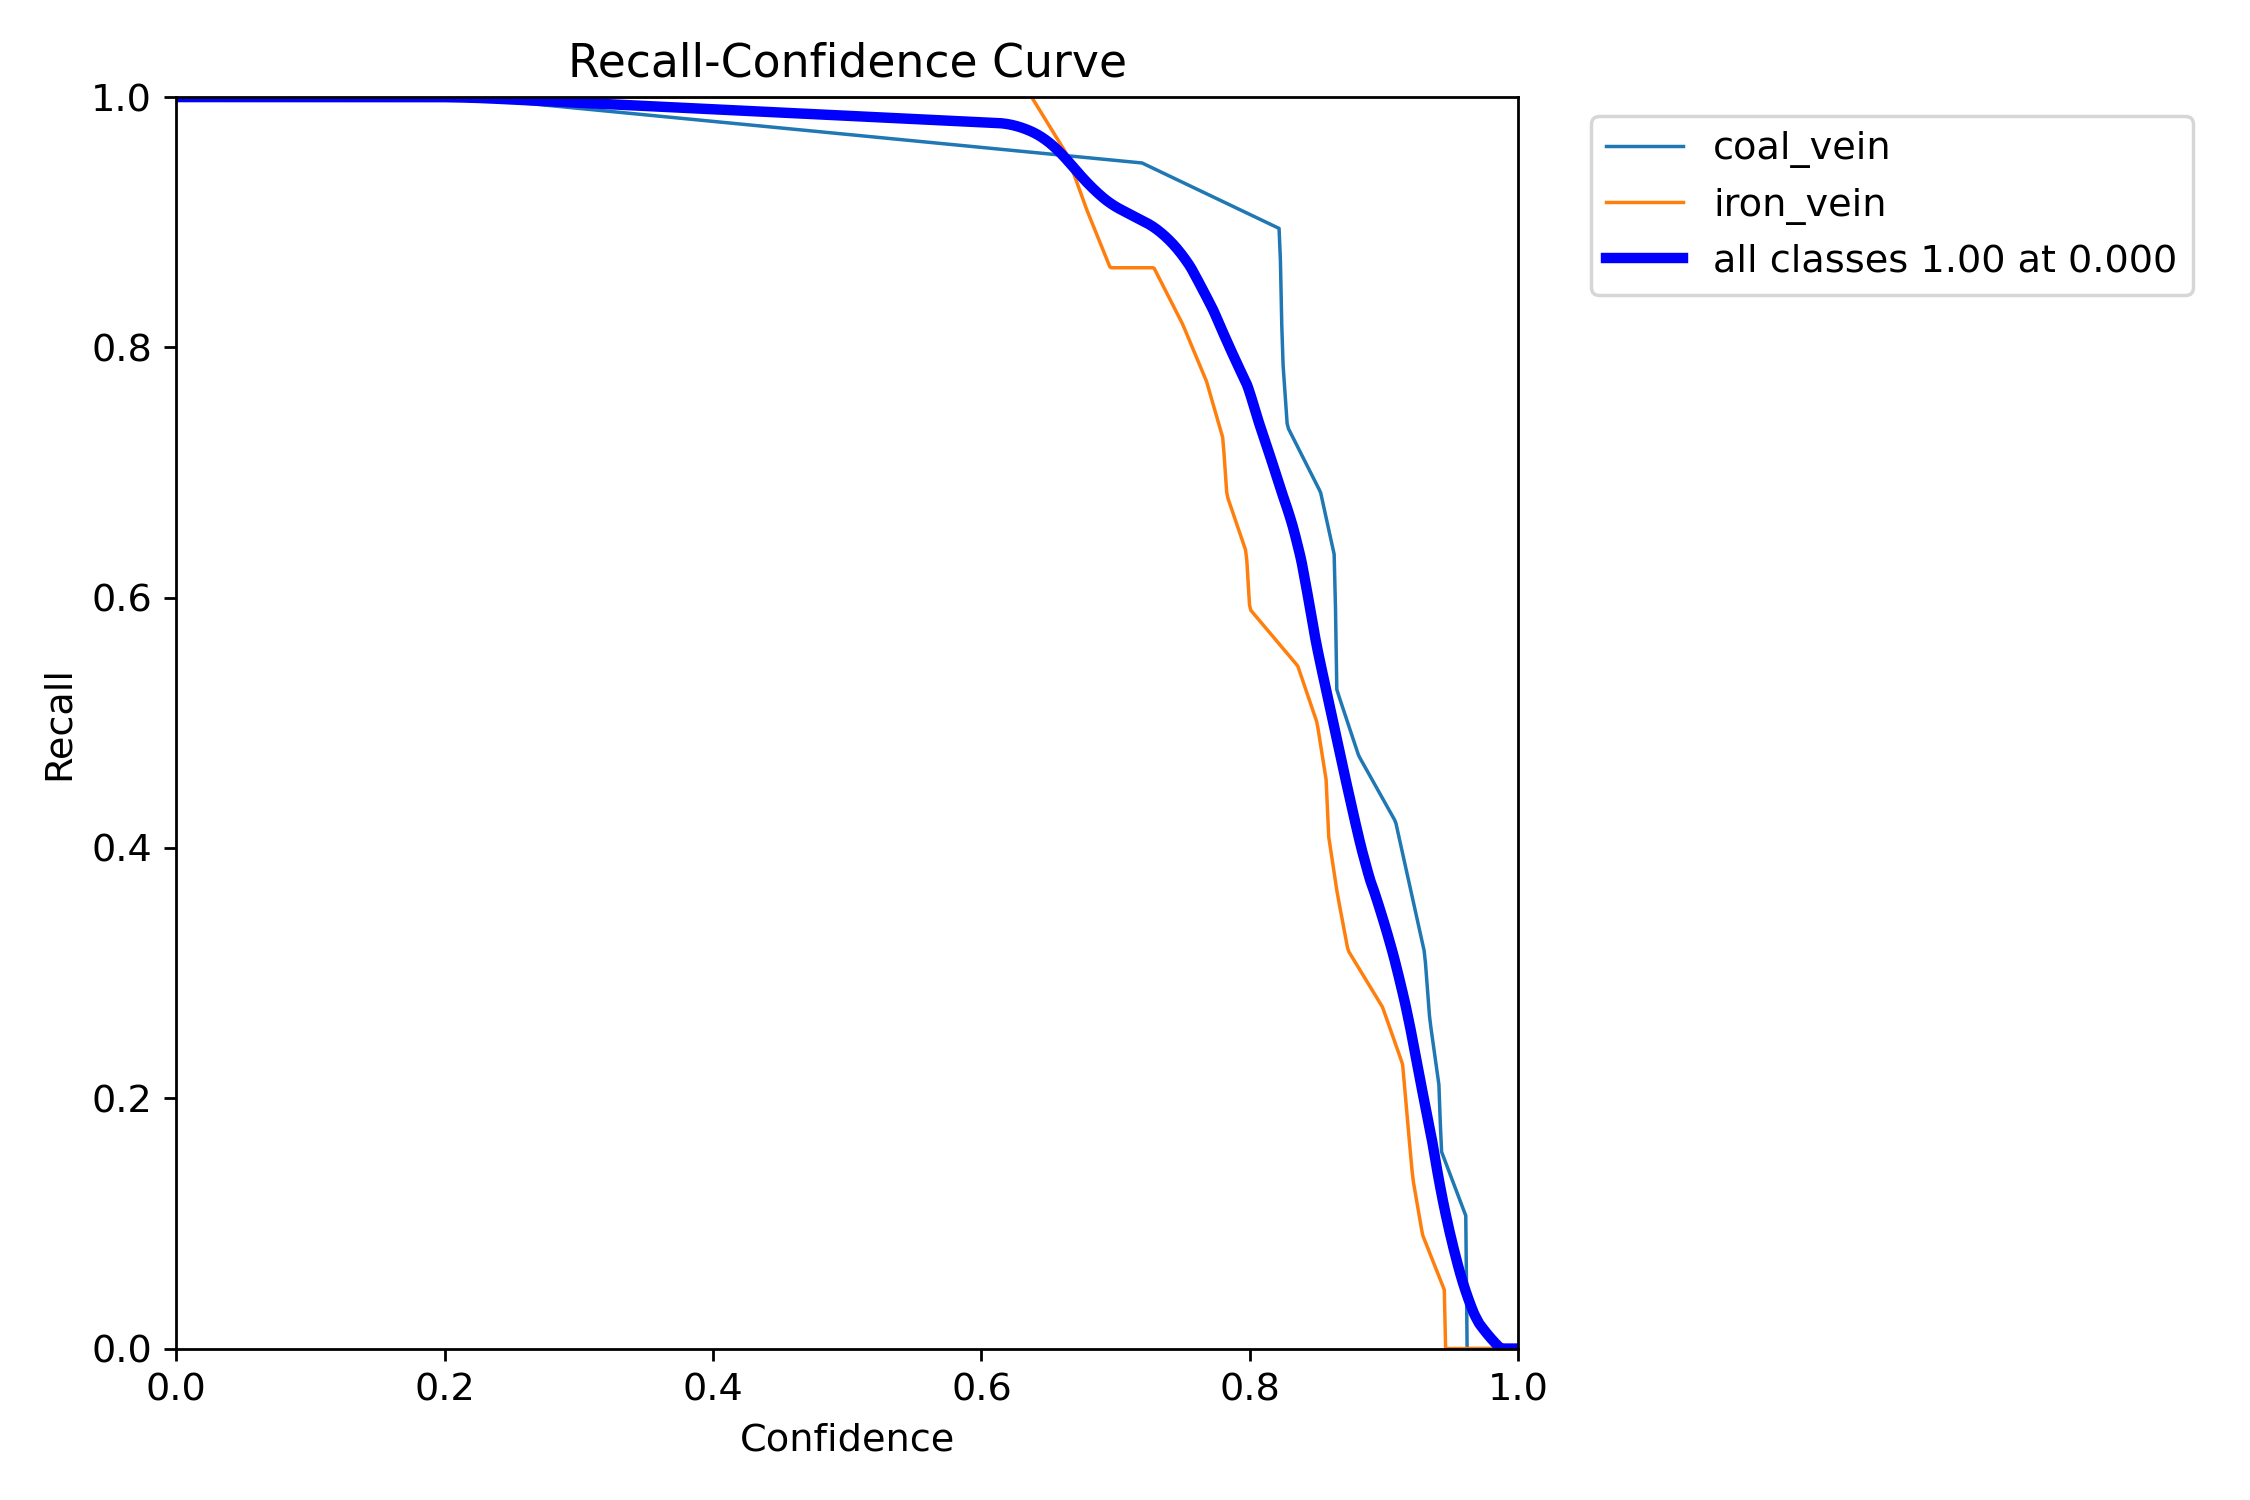 Recall-Confidence Curve
1.0
0.8
0.6
0.4
0.2
0.0
Recall
0.0 0.2 0.4 0.6 0.8 1.0
Confidence
coal_vein
iron_vein
all classes 1.00 at 0.000